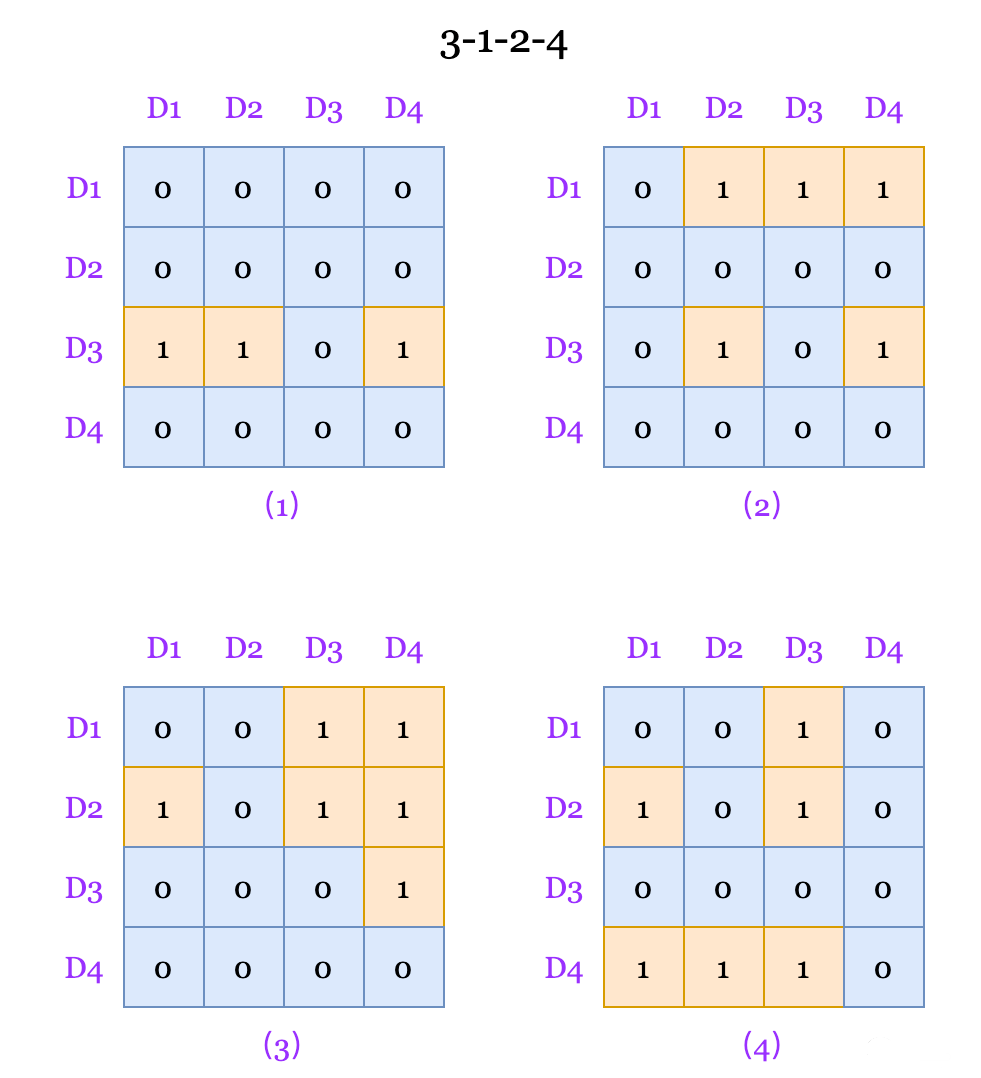 3-1-2-4
D1 D2 D3 D4
D1 0 0 0 0
D2 0 0 0 0
D3 1 1 0 1
D4 0 0 0 0
(1)
D1 D2 D3 D4
D1 0 1 1 1
D2 0 0 0 0
D3 0 1 0 1
D4 0 0 0 0
(2)
D1 D2 D3 D4
D1 0 0 1 1
D2 1 0 1 1
D3 0 0 0 1
D4 0 0 0 0
(3)
D1 D2 D3 D4
D1 0 0 1 0
D2 1 0 1 0
D3 0 0 0 0
D4 1 1 1 0
(4)